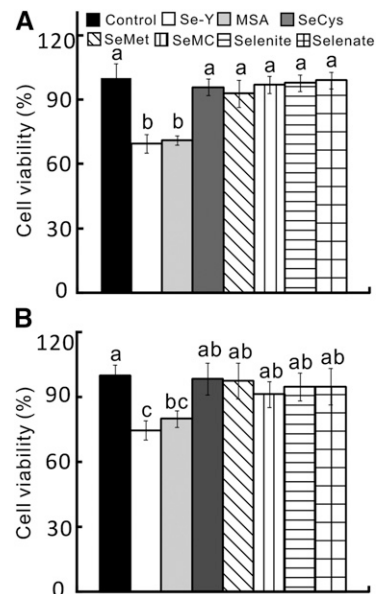 A Control Se-Y MSA SeCys
SeMet SeMC Selenite Selenate
120
90
60
30
0
Cell viability (%)
a b b a a a a a
B
120
90
60
30
0
Cell viability (%)
a c bc ab ab ab ab ab